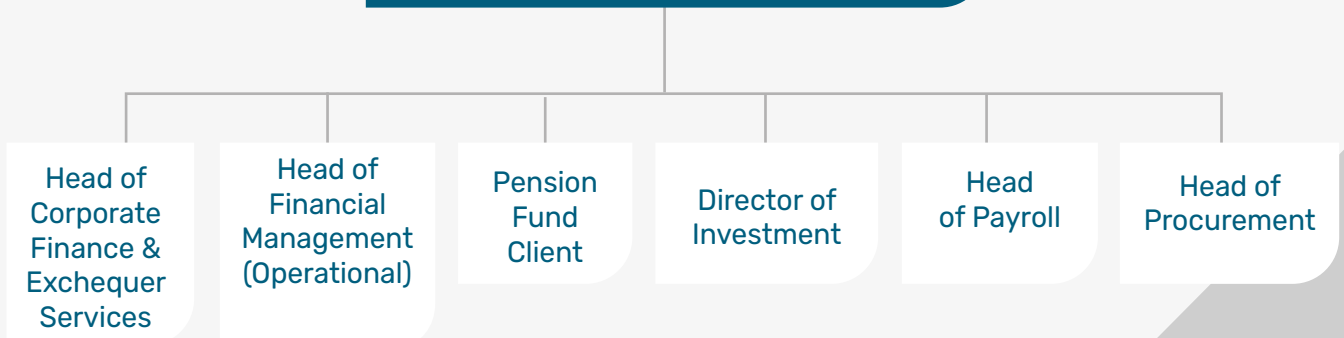 Head of
Corporate
Finance &
Exchequer
Services
Head of
Financial
Management
(Operational)
Pension
Fund
Client
Director of
Investment
Head
of Payroll
Head of
Procurement